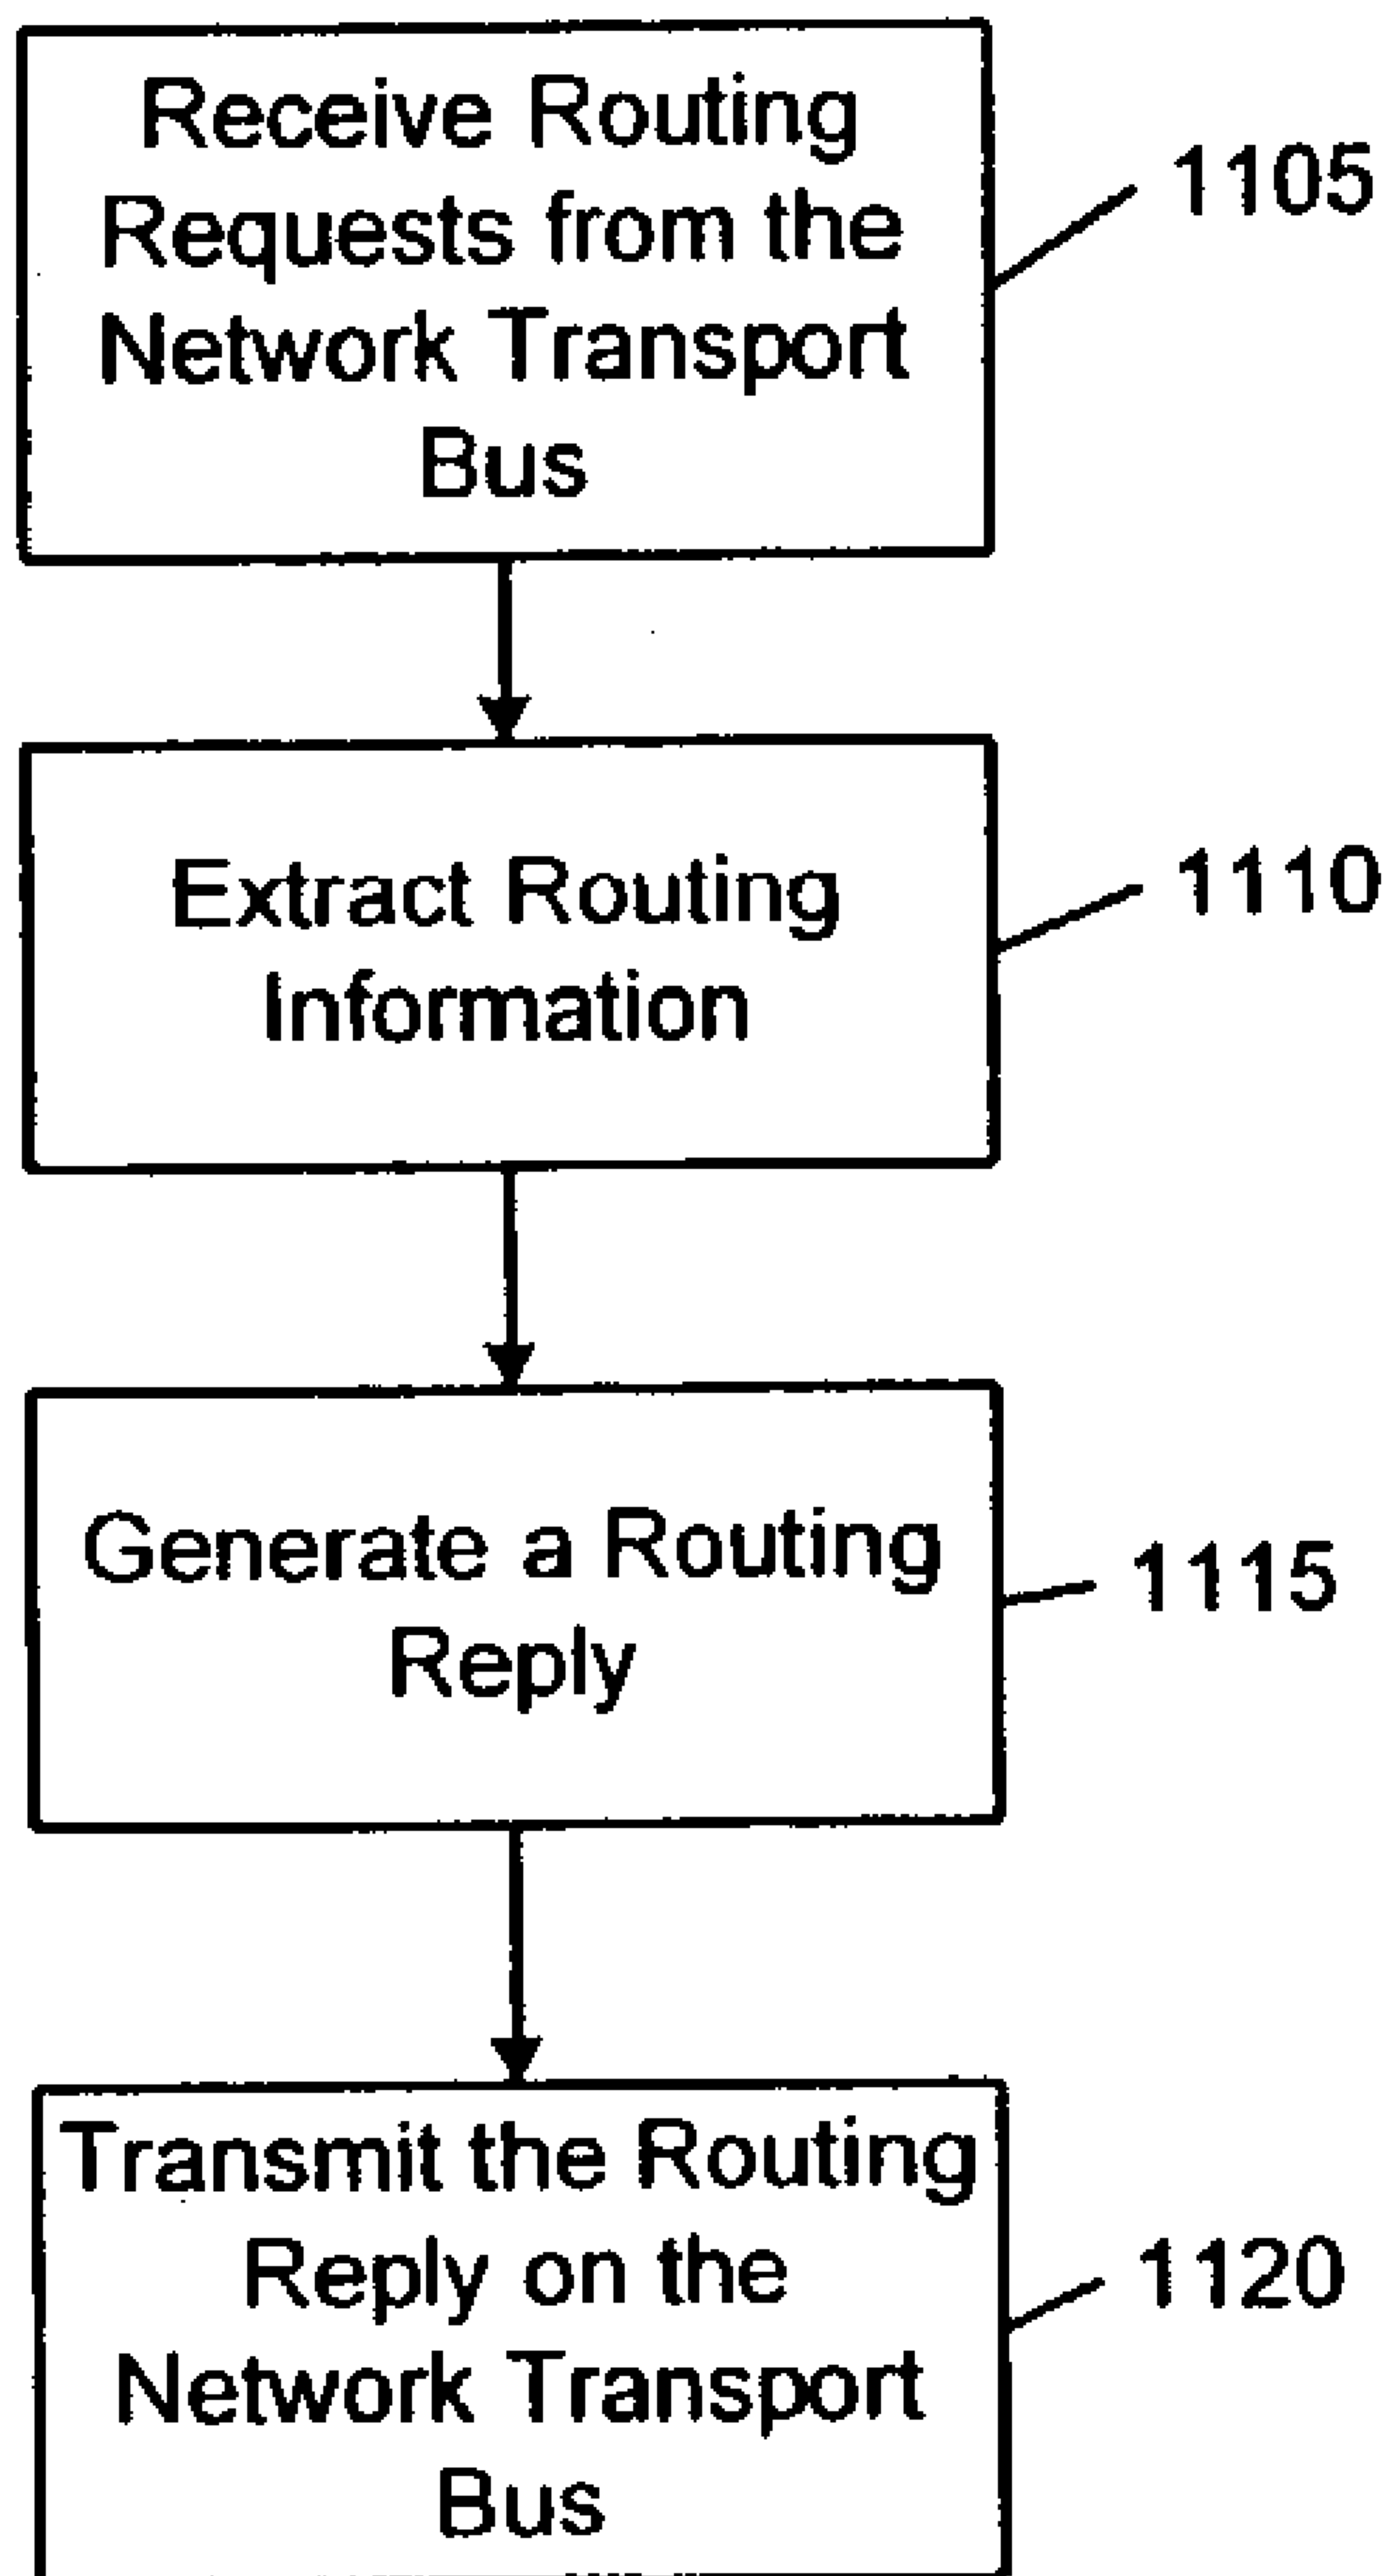 Receive Routing
Requests from the
Network Transport
Bus
1105
Extract Routing
Information
1110
Generate a Routing
Reply
1115
Transmit the Routing
Reply on the
Network Transport
Bus
1120